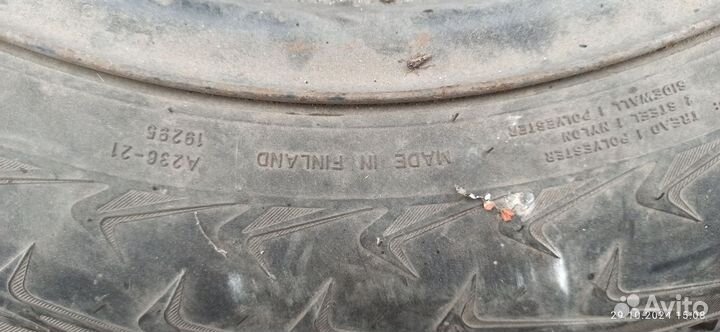 TREAD 1 POLYESTER
2 STEEL 1 NYLON
SIDEWALL 1 POLYESTER
MADE IN FINLAND
A236-21
19295
29.10.2024 15:08
Avito